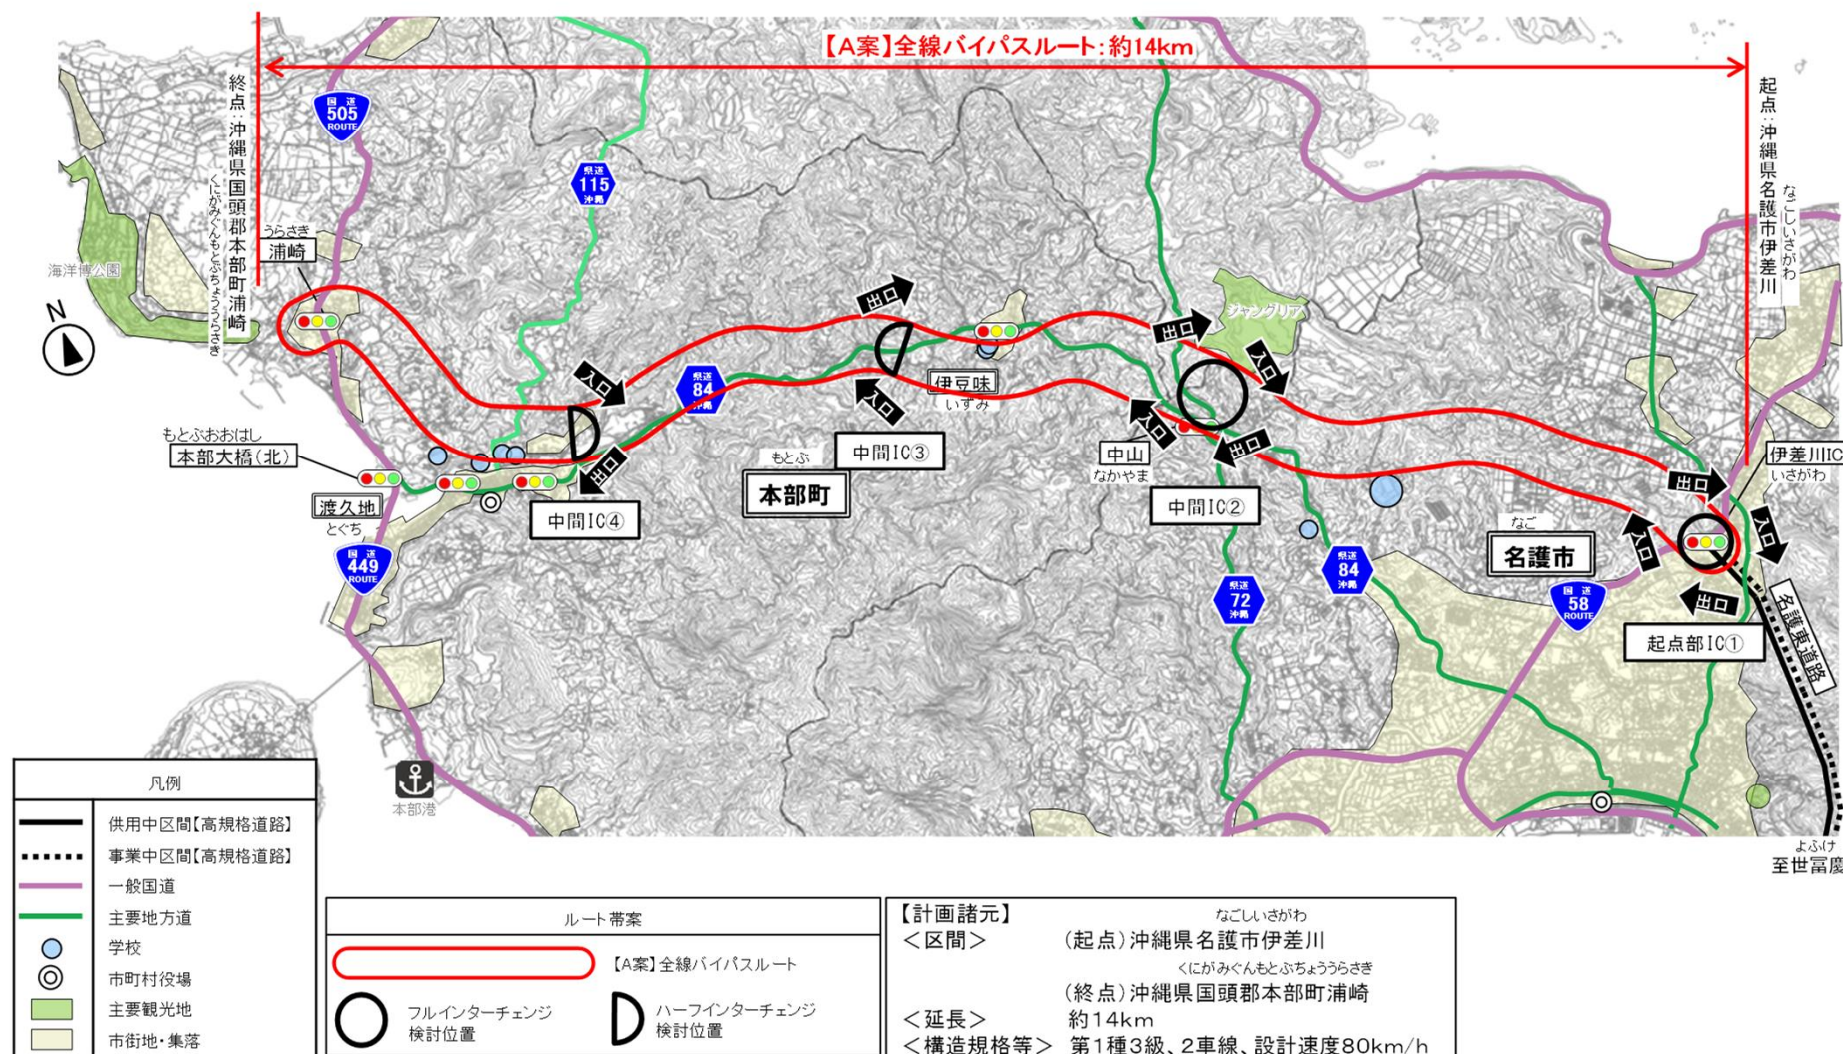 【A案】全線バイパスルート：約14km
終点：沖縄県国頭郡本部町浦崎
くにがみぐんもとぶちょううらさき
起点：沖縄県名護市伊差川
なごしいさがわ
国道
505
ROUTE
県道
115
沖縄
うらさき
浦崎
海洋博公園
N
出口
出口
ジャングリア
入口
入口
県道
84
沖縄
伊豆味
いずみ
入口
入口
もとぶおおはし
本部大橋(北)
中間IC③
中山
なかやま
出口
伊差川IC
いさがわ
出口
出口
渡久地
とぐち
もとぶ
本部町
中間IC④
中間IC②
なご
名護市
入口
入口
国道
449
ROUTE
県道
84
沖縄
県道
72
沖縄
国道
58
ROUTE
出口
起点部IC①
名護東道路
本部港
よふけ
至世冨慶
凡例
供用中区間【高規格道路】
事業中区間【高規格道路】
一般国道
主要地方道
学校
市町村役場
主要観光地
市街地・集落
ルート帯案
【A案】全線バイパスルート
フルインターチェンジ
検討位置
ハーフインターチェンジ
検討位置
【計画諸元】
なごしいさがわ
＜区間＞ (起点)沖縄県名護市伊差川
くにがみぐんもとぶちょううらさき
(終点)沖縄県国頭郡本部町浦崎
＜延長＞ 約14km
＜構造規格等＞ 第1種3級、2車線、設計速度80km/h